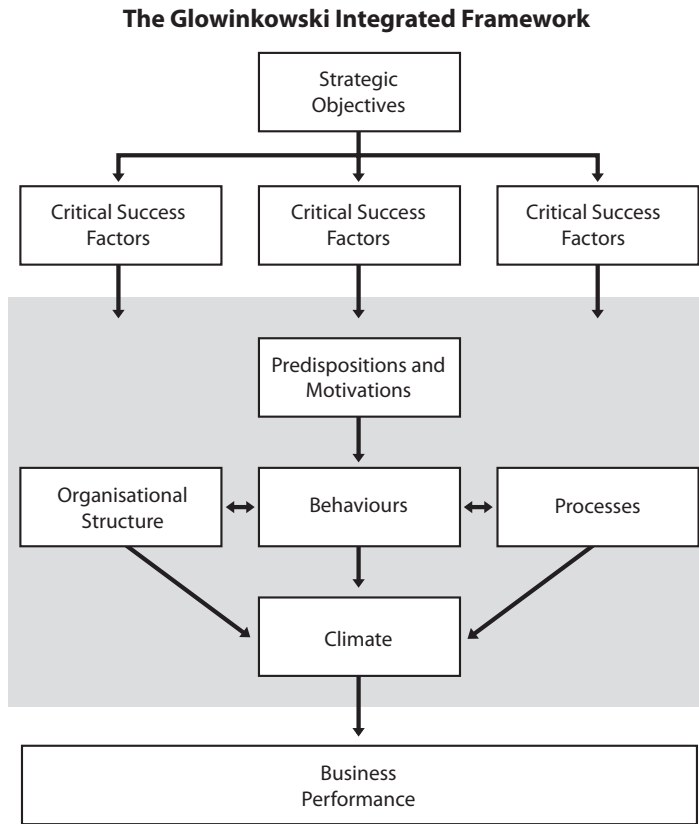 The Glowinkowski Integrated Framework
Strategic
Objectives
Critical Success
Factors
Critical Success
Factors
Critical Success
Factors
Predispositions and
Motivations
Organisational
Structure
Behaviours
Processes
Climate
Business
Performance